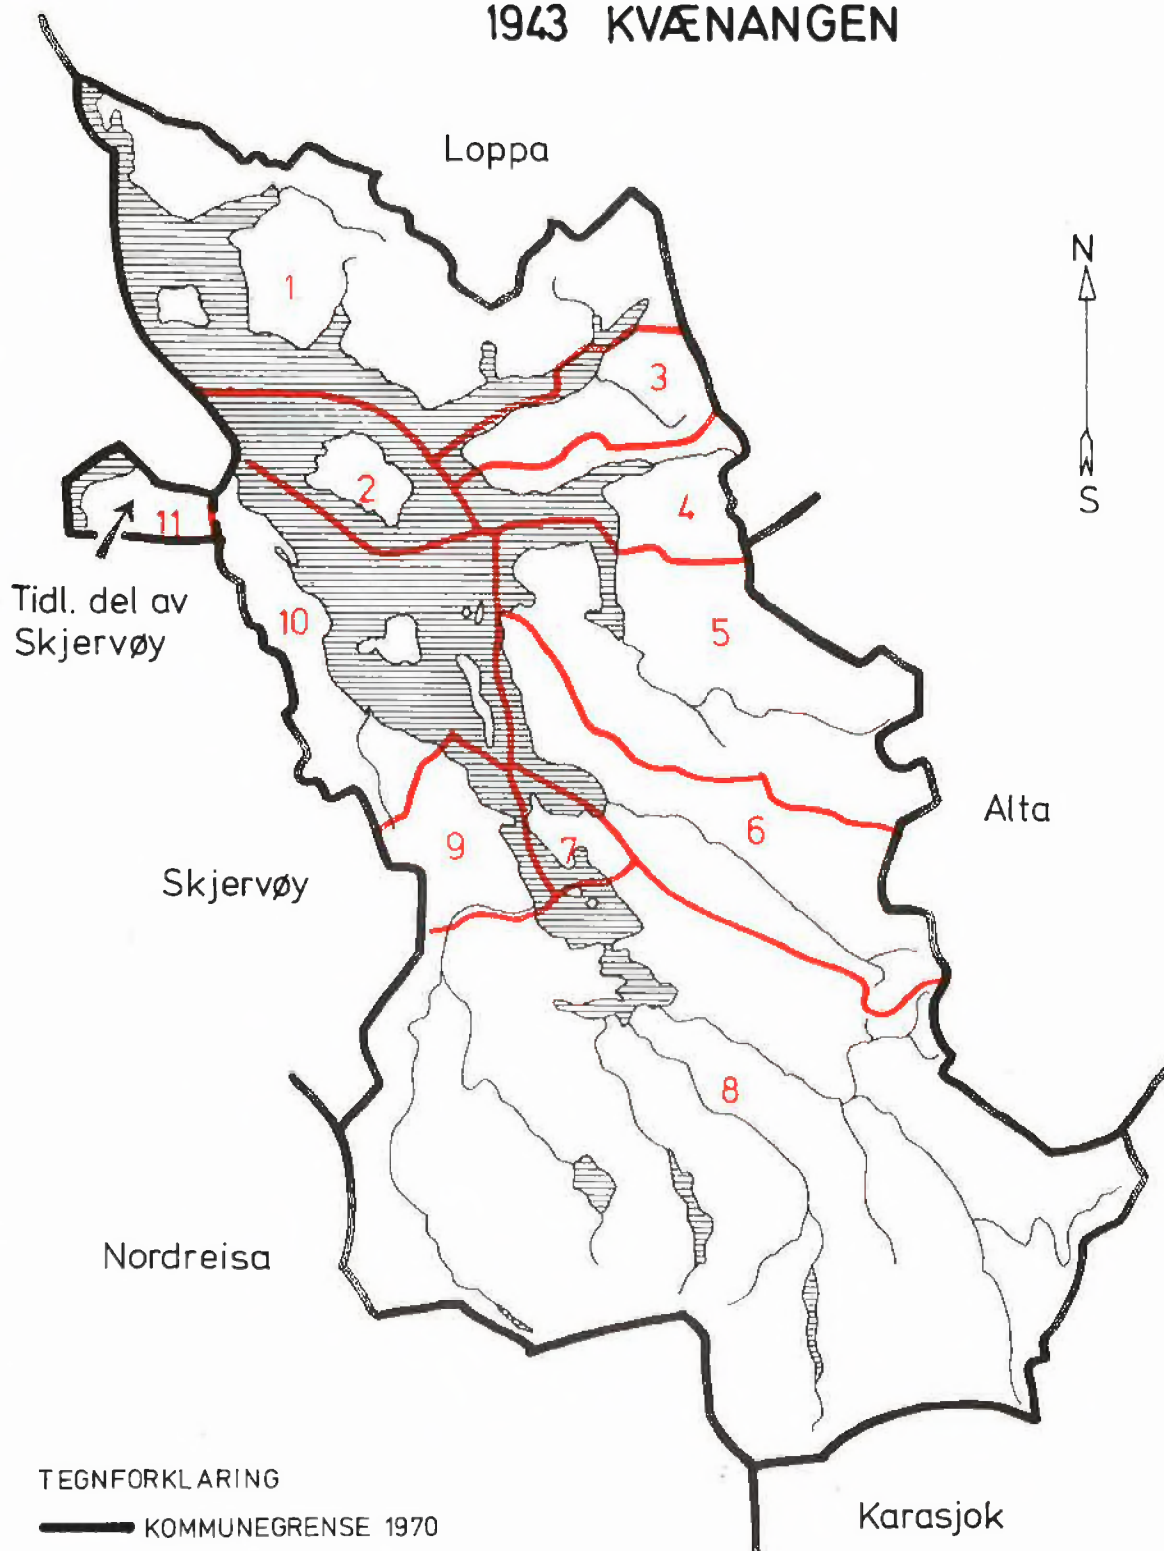 1943 KVÆNANGEN
Loppa
N
S
1
3
2
4
11
Tidl. del av
Skjervøy
10
5
Alta
6
9
7
Skjervøy
8
Nordreisa
TEGNFORKLARING
KOMMUNEGRENSE 1970
Karasjok